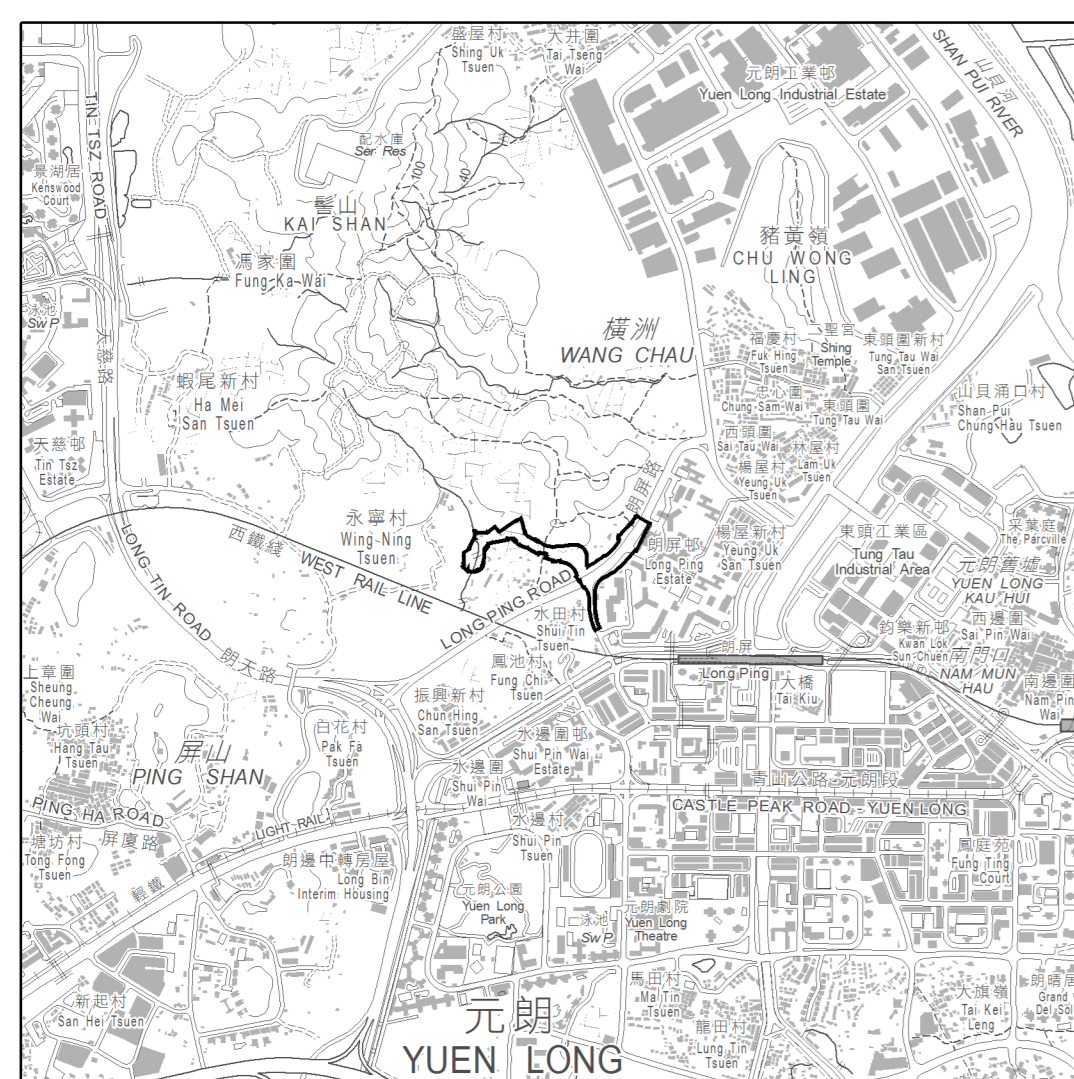 盛屋村
Shing Uk
Tsuen
大井圍
Tai Tseng
Wai
元朗工業邨
Yuen Long Industrial Estate
山貝河
SHAN PUI RIVER
TIN TSZ ROAD
配水庫
Ser Res
100
40
景湖居
Kenswood
Court
髻山
KAI SHAN
豬黃嶺
CHU WONG
LING
馮家圍
Fung Ka Wai
泳池
Sw P
天慈路
橫洲
WANG CHAU
福慶村
Fuk Hing
Tsuen
聖宮
I Shing
Temple
東頭圍新村
Tung Tau Wai
San Tsuen
蝦尾新村
Ha Mei
San Tsuen
忠心圍
Chung Sam Wai
東頭圍
Tung Tau Wai
山貝涌口村
Shan Pui
Chung Hau Tsuen
天慈邨
Tin Tsz
Estate
西頭圍
Sai Tau Wai
林屋村
Lam Uk
Tsuen
楊屋村
Yeung Uk
Tsuen
朗屏路
永寧村
Wing Ning
Tsuen
西鐵綫
WEST RAIL LINE
LONG TIN ROAD
朗天路
朗屏邨
Long Ping
Estate
楊屋新村
Yeung Uk
San Tsuen
東頭工業區
Tung Tau
Industrial Area
采葉庭
The Parcville
元朗舊墟
YUEN LONG
KAU HUI
LONG PING ROAD
水田村
Shui Tin
Tsuen
西邊圍
Sai Pin Wai
鈞樂新邨
Kwan Lok
Sun Chuen
南門口
NAM MUN
HAU
朗屏
Long Ping
鳳池村
Fung Chi
Tsuen
大橋
Tai Kiu
南邊圍
Nam Pin
Wai
上章圍
Sheung
Cheung
Wai
振興新村
Chun Hing
San Tsuen
坑頭村
Hang Tau
Tsuen
屏山
PING SHAN
白花村
Pak Fa
Tsuen
水邊圍邨
Shui Pin Wai
Estate
水邊圍
Shui Pin
Wai
青山公路-元朗段
CASTLE PEAK ROAD - YUEN LONG
PING HA ROAD
屏廈路
LIGHT RAIL
輕鐵
水邊村
Shui Pin
Tsuen
塘坊村
Tong Fong
Tsuen
朗邊中轉房屋
Long Bin
Interim Housing
鳳庭苑
Fung Ting
Court
元朗公園
Yuen Long
Park
泳池
Sw P
元朗劇院
Yuen Long
Theatre
新起村
San Hei Tsuen
馬田村
Ma Tin
Tsuen
大旗嶺
Tai Kei
Leng
朗晴居
Grand
Del Sol
元朗
YUEN LONG
龍田村
Lung Tin
Tsuen